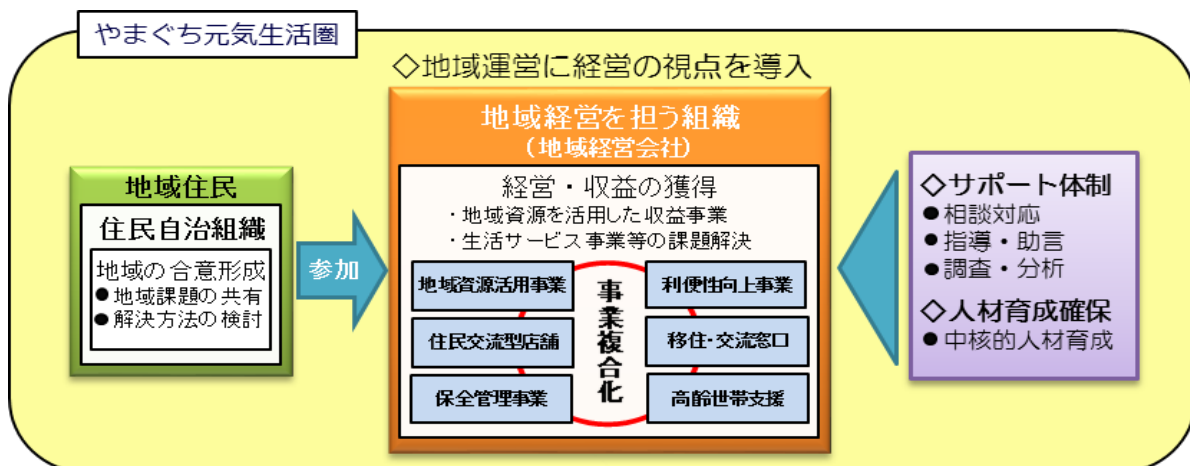 やまぐち元気生活圏
◇地域運営に経営の視点を導入
地域住民
住民自治組織
地域の合意形成
●地域課題の共有
●解決方法の検討
参加
地域経営を担う組織
(地域経営会社)
経営・収益の獲得
・地域資源を活用した収益事業
・生活サービス事業等の課題解決
地域資源活用事業
住民交流型店舗
保全管理事業
事業複合化
利便性向上事業
移住・交流窓口
高齢世帯支援
◇サポート体制
●相談対応
●指導・助言
●調査・分析
◇人材育成確保
●中核的人材育成